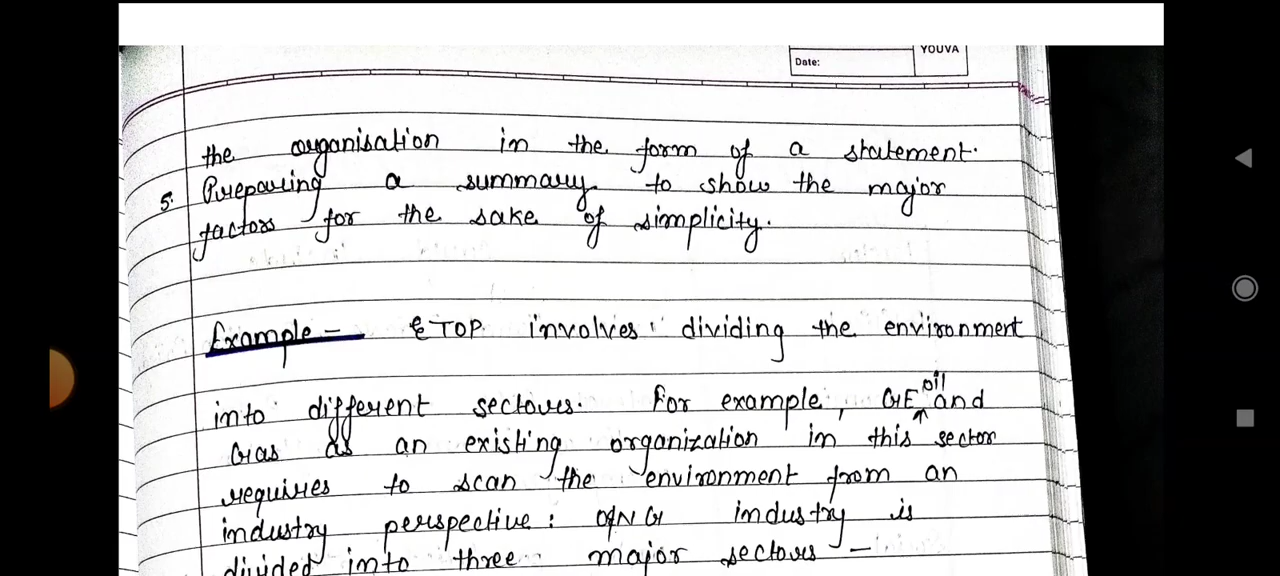 YOUVA
Date:
the organisation in the form of a statement.
5. Preparing a summary to show the major
factors for the sake of simplicity.
Example - ETOP involves dividing the environment
into different sectors. For example, GE oil and
Gas as an existing organization in this sector
requires to scan the environment from an
industry perspective: O&NG industry is
divided into three major sectors -